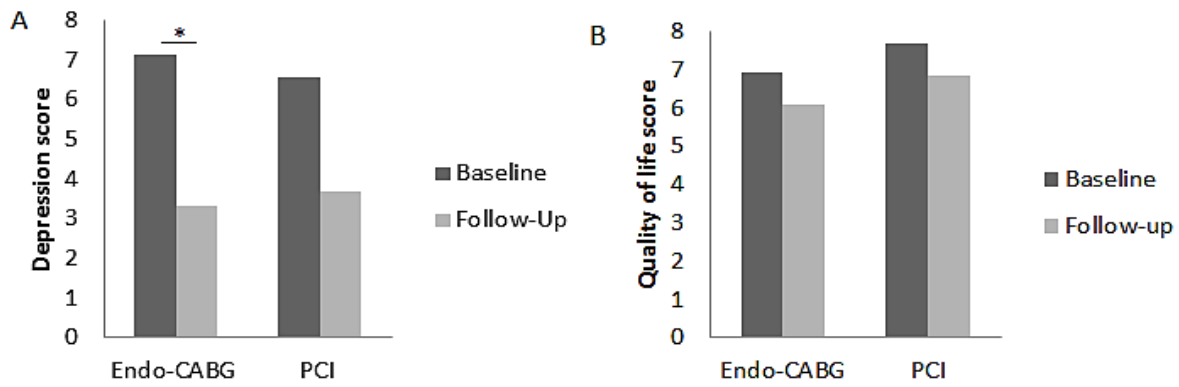 A
Depression score
8
7
6
5
4
3
2
1
0
*
Endo-CABG
PCI
Baseline
Follow-Up
B
Quality of life score
8
7
6
5
4
3
2
1
0
Endo-CABG
PCI
Baseline
Follow-up